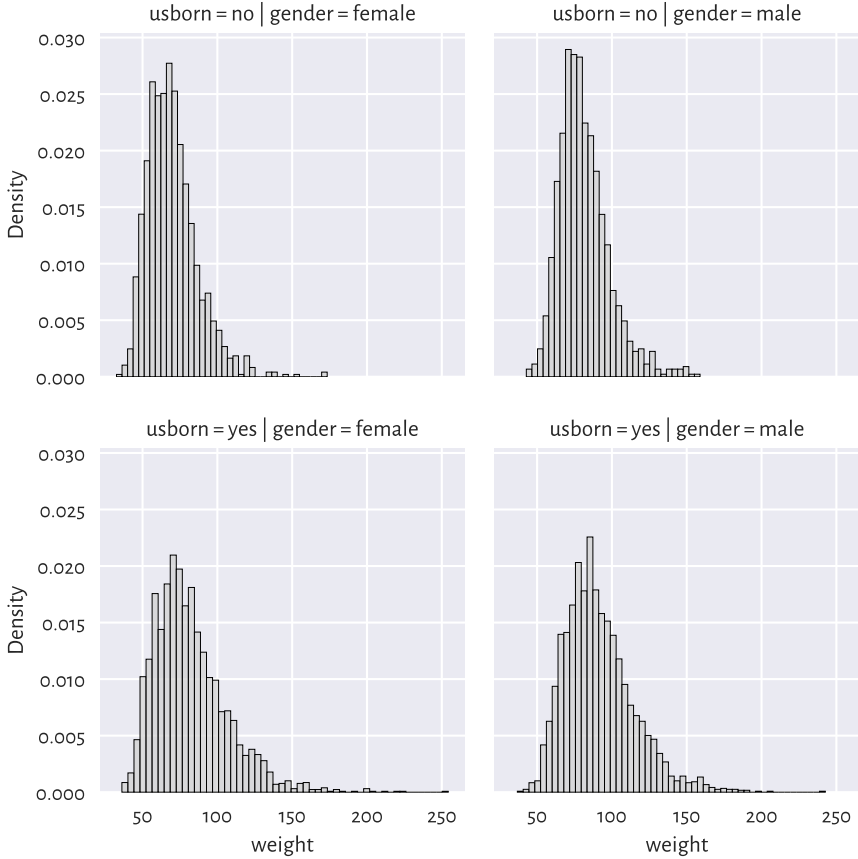 usborn = no | gender = female
usborn = no | gender = male
0.030
0.025
0.020
0.015
0.010
0.005
0.000
Density
usborn = yes | gender = female
usborn = yes | gender = male
0.030
0.025
0.020
0.015
0.010
0.005
0.000
Density
50 100 150 200 250
50 100 150 200 250
weight
weight